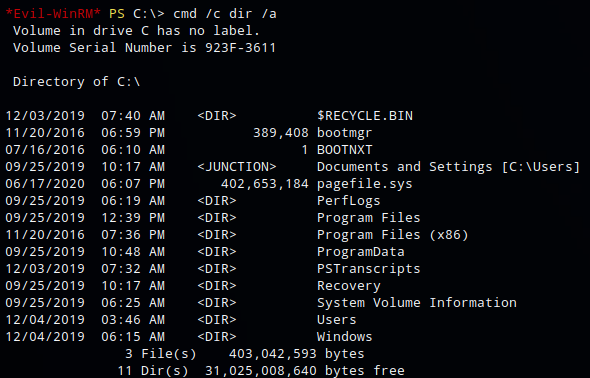 *Evil-WinRM* PS C:\> cmd /c dir /a
 Volume in drive C has no label.
 Volume Serial Number is 923F-3611

 Directory of C:\

12/03/2019  07:40 AM    <DIR>          $RECYCLE.BIN
11/20/2016  06:59 PM           389,408 bootmgr
07/16/2016  06:10 AM                 1 BOOTNXT
09/25/2019  10:17 AM    <JUNCTION>     Documents and Settings [C:\Users]
06/17/2020  06:07 PM       402,653,184 pagefile.sys
09/25/2019  06:19 AM    <DIR>          PerfLogs
09/25/2019  12:39 PM    <DIR>          Program Files
11/20/2016  07:36 PM    <DIR>          Program Files (x86)
09/25/2019  10:48 AM    <DIR>          ProgramData
12/03/2019  07:32 AM    <DIR>          PSTranscripts
09/25/2019  10:17 AM    <DIR>          Recovery
09/25/2019  06:25 AM    <DIR>          System Volume Information
12/04/2019  03:46 AM    <DIR>          Users
12/04/2019  06:15 AM    <DIR>          Windows
               3 File(s)    403,042,593 bytes
              11 Dir(s)  31,025,008,640 bytes free